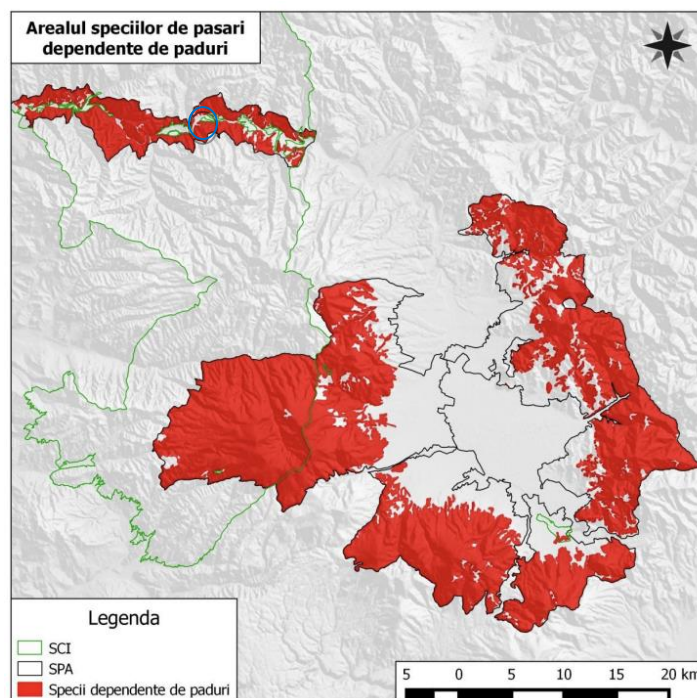 Arealul speciilor de pasari
dependente de paduri
Legenda
SCI
SPA
Specii dependente de paduri
5 0 5 10 15 20 km